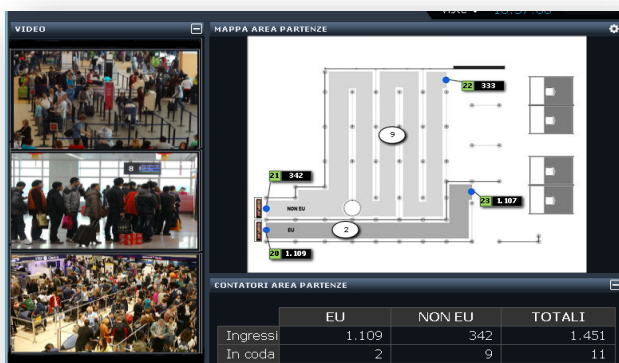 VIDEO
MAPPA AREA PARTENZE
22 333
9
21 342
NON EU
23 1.107
EU
2
20 1.109
8
CONTATORI AREA PARTENZE
EU NON EU TOTALI
Ingressi 1.109 342 1.451
In coda 2 9 11